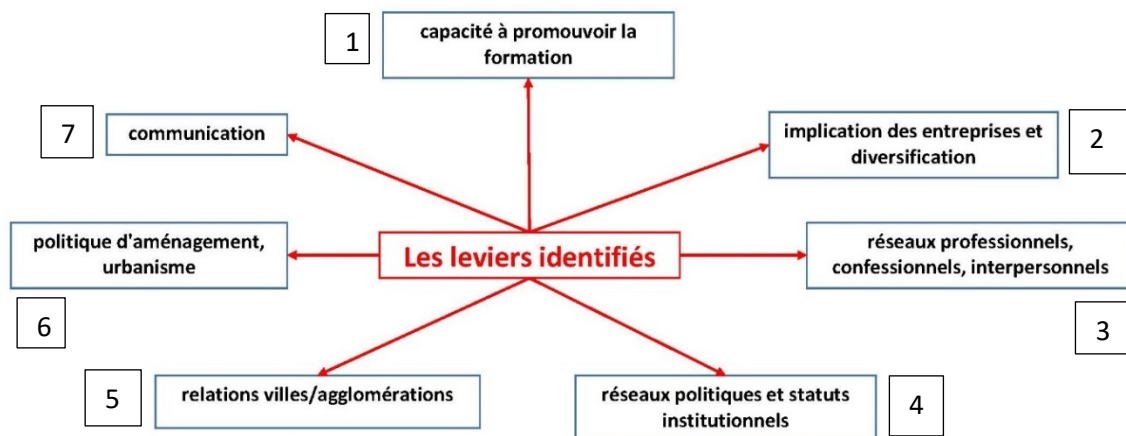 1
capacité à promouvoir la
formation
7
communication
implication des entreprises et
diversification
2
politique d'aménagement,
urbanisme
6
Les leviers identifiés
réseaux professionnels,
confessionnels, interpersonnels
3
5
relations villes/agglomérations
réseaux politiques et statuts
institutionnels
4